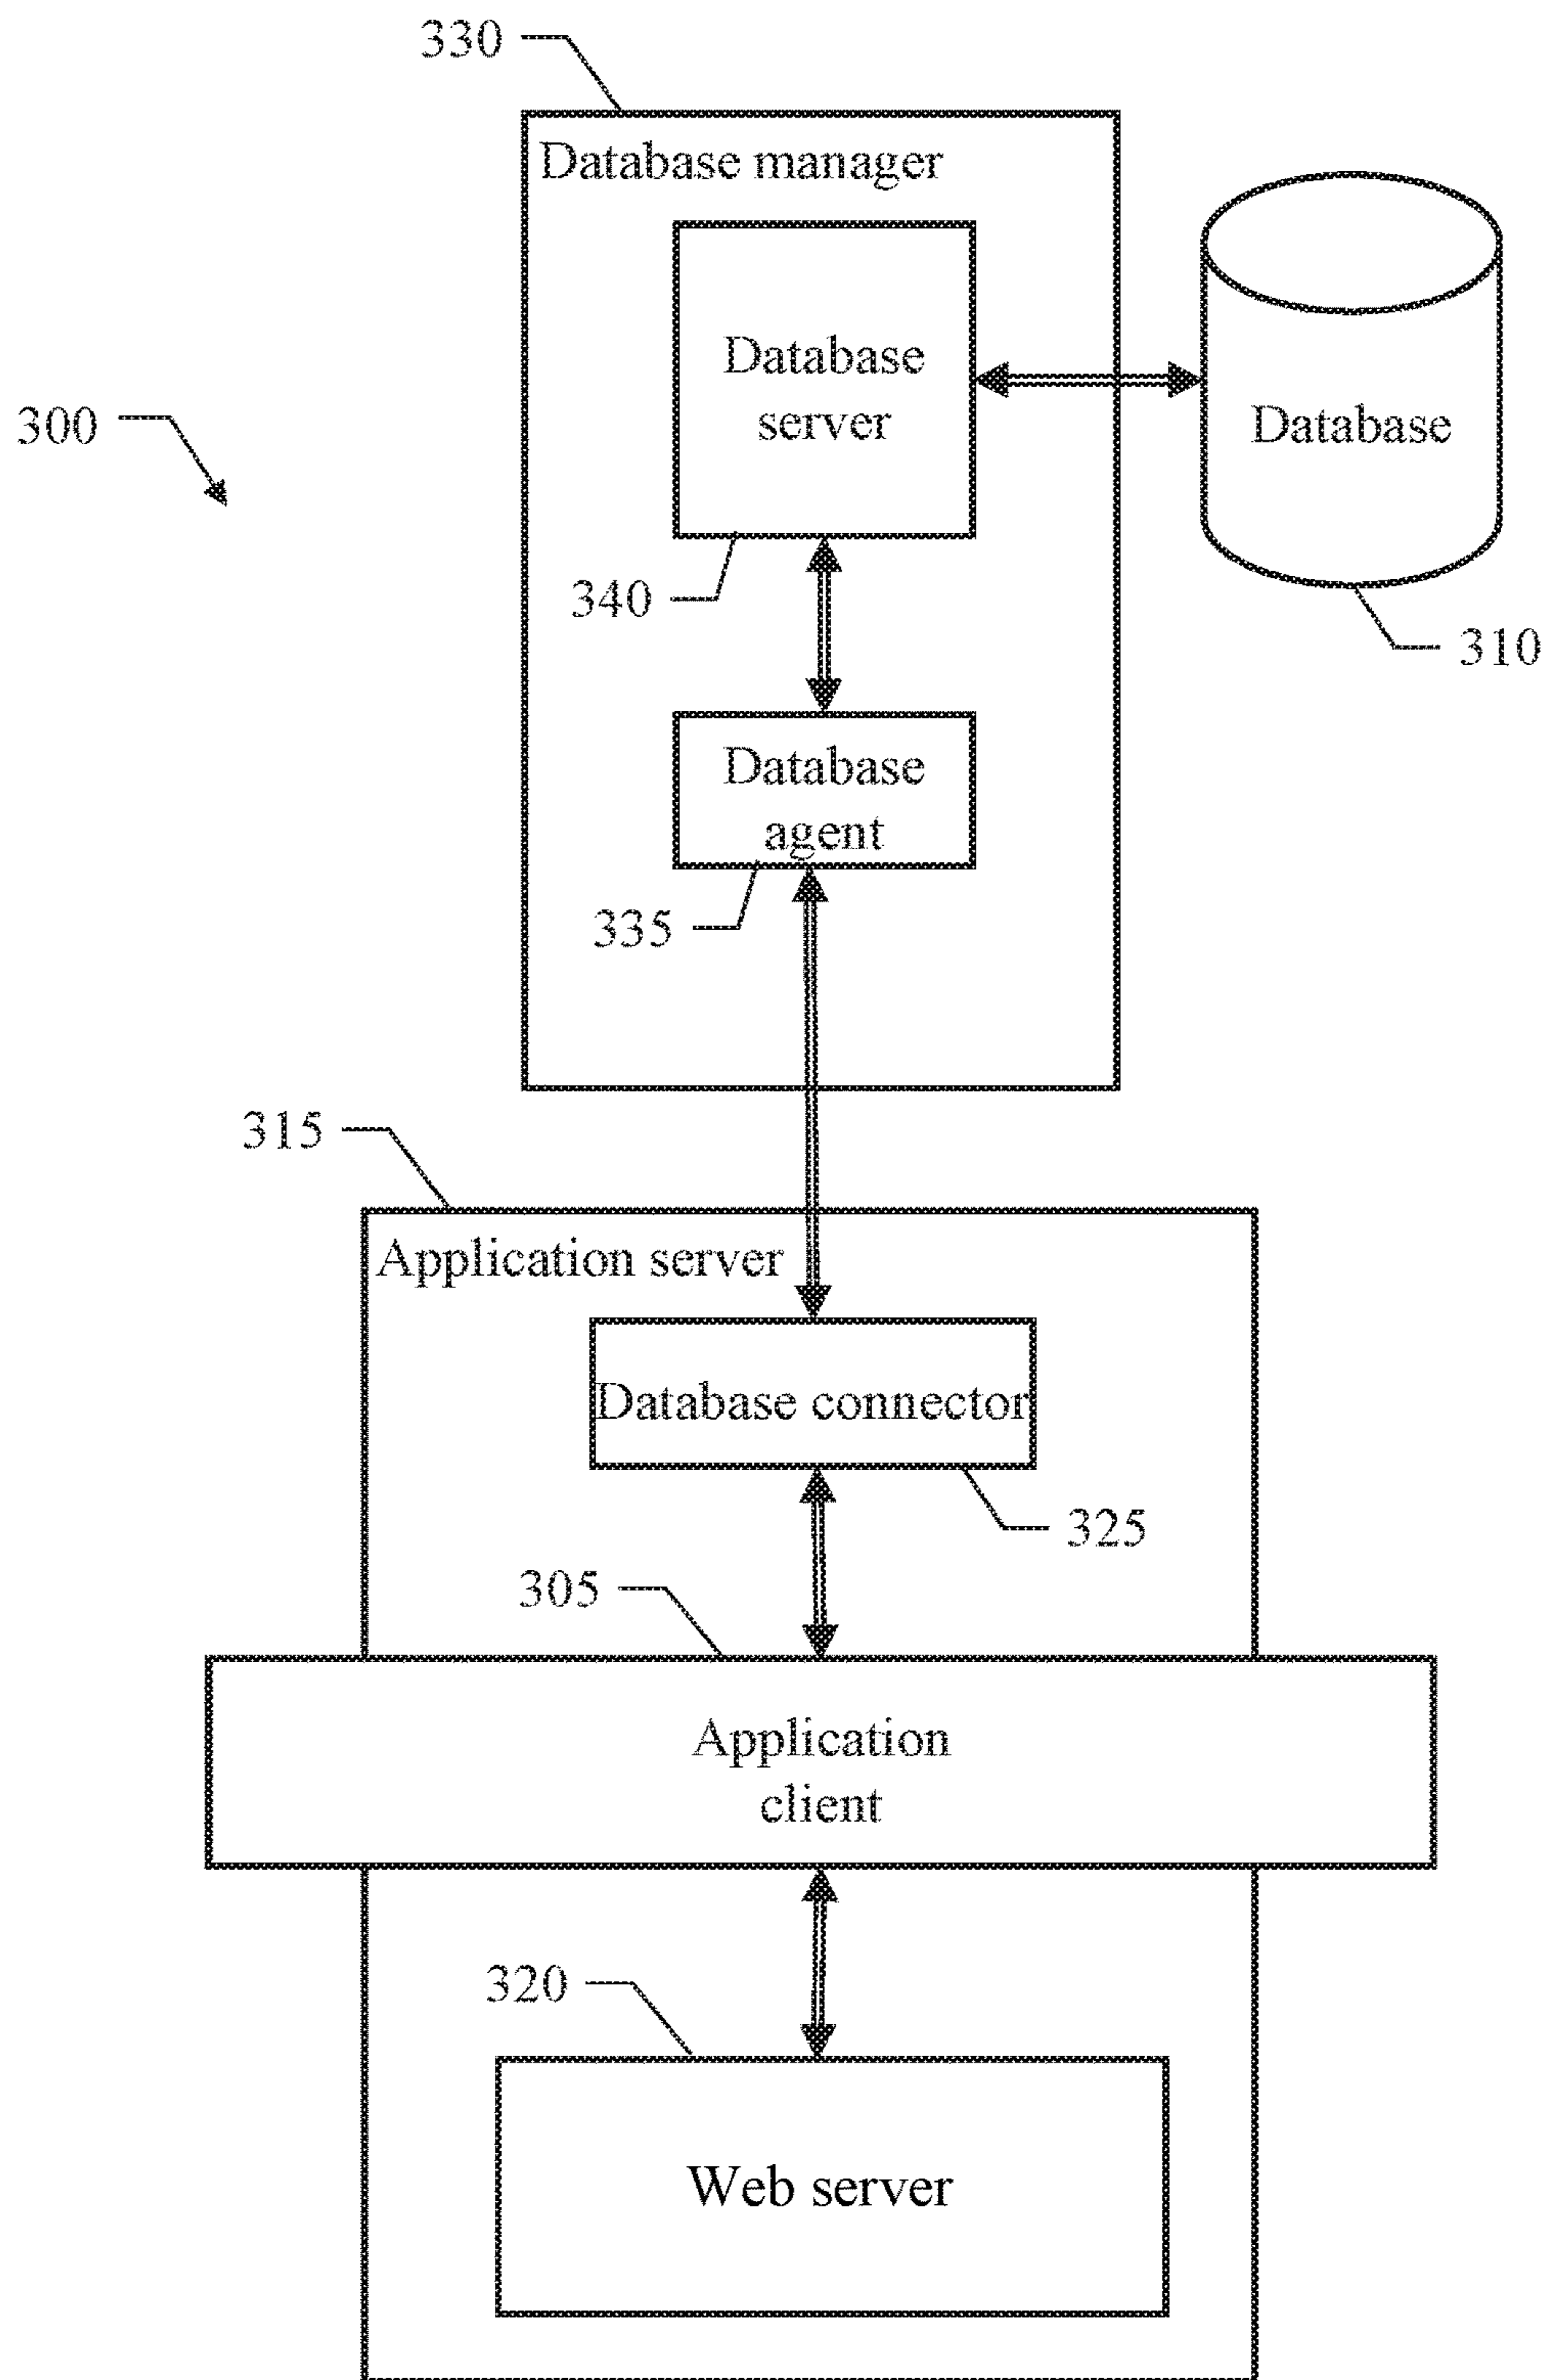 330
Database manager
Database
server
Database
300
340
310
Database
agent
335
315
Application server
Database connector
325
305
Application
client
320
Web server